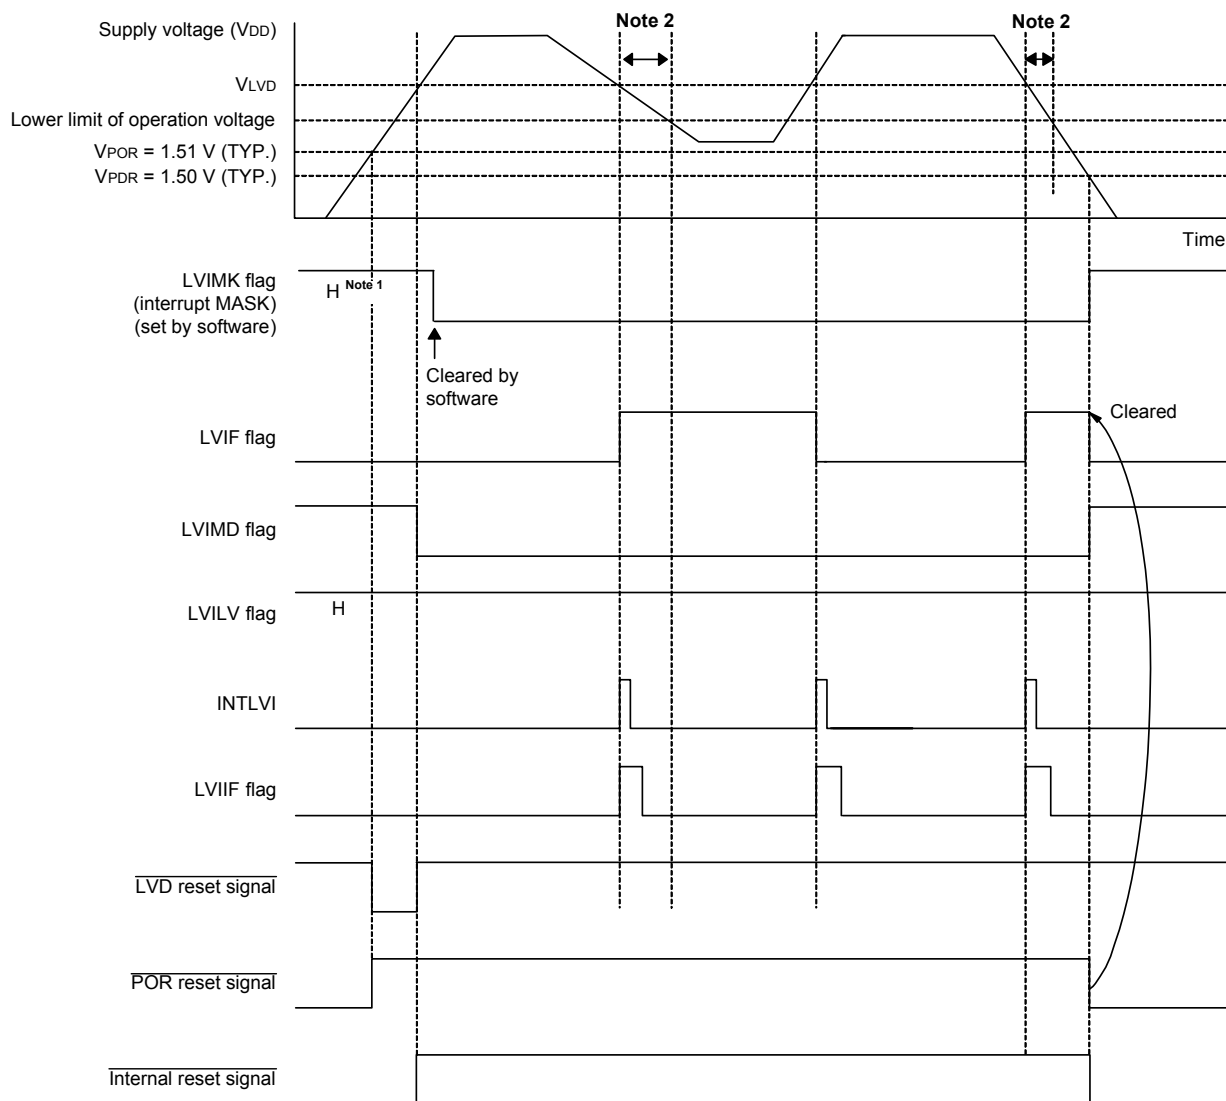 Note 2
Note 2
Supply voltage (VDD)
VLVD
Lower limit of operation voltage
VPOR = 1.51 V (TYP.)
VPDR = 1.50 V (TYP.)
Time
LVIMK flag
(interrupt MASK)
(set by software)
H Note 1
Cleared by
software
Cleared
LVIF flag
LVIMD flag
LVILV flag
H
INTLVI
LVIIF flag
LVD reset signal
POR reset signal
Internal reset signal